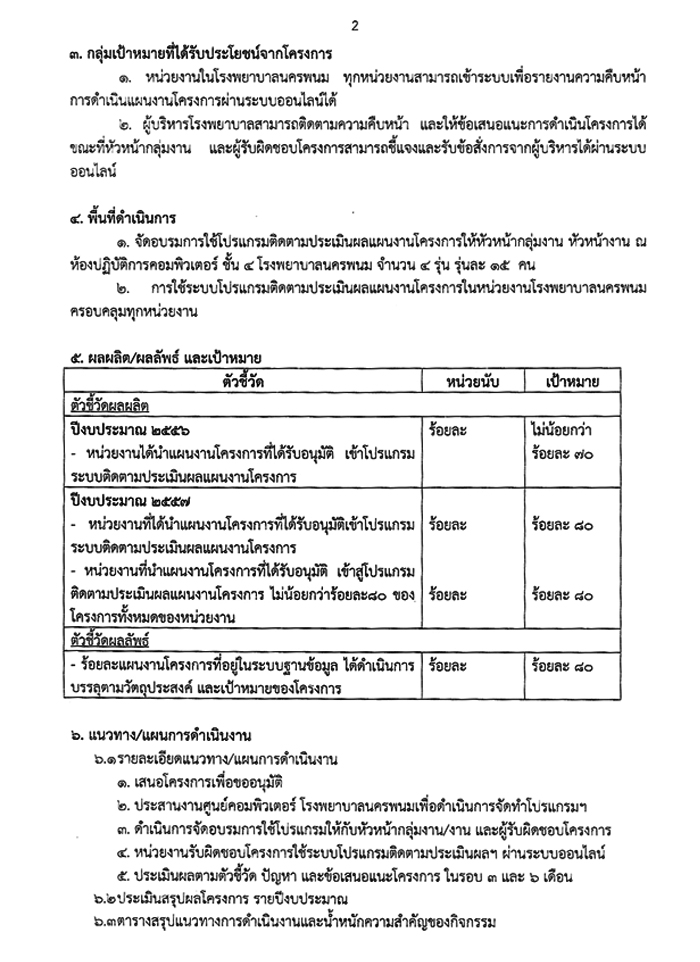 2
๓. กลุ่มเป้าหมายที่ได้รับประโยชน์จากโครงการ
๑. หน่วยงานในโรงพยาบาลนครพนม ทุกหน่วยงานสามารถเข้าระบบเพื่อรายงานความคืบหน้า
การดำเนินแผนงานโครงการผ่านระบบออนไลน์ได้
๒. ผู้บริหารโรงพยาบาลสามารถติดตามความคืบหน้า และให้ข้อเสนอแนะการดำเนินโครงการได้
ขณะที่หัวหน้ากลุ่มงาน และผู้รับผิดชอบโครงการสามารถชี้แจงและรับข้อสั่งการจากผู้บริหารได้ผ่านระบบ
ออนไลน์
๔. พื้นที่ดำเนินการ
๑. จัดอบรมการใช้โปรแกรมติดตามประเมินผลแผนงานโครงการให้หัวหน้ากลุ่มงาน หัวหน้างาน ณ
ห้องปฏิบัติการคอมพิวเตอร์ ชั้น ๔ โรงพยาบาลนครพนม จำนวน ๔ รุ่น รุ่นละ ๑๕ คน
๒. การใช้ระบบโปรแกรมติดตามประเมินผลแผนงานโครงการในหน่วยงานโรงพยาบาลนครพนม
ครอบคลุมทุกหน่วยงาน
๕. ผลผลิต/ผลลัพธ์ และเป้าหมาย
ตัวชี้วัด หน่วยนับ เป้าหมาย
ตัวชี้วัดผลผลิต
ปีงบประมาณ ๒๕๕๖ ร้อยละ ไม่น้อยกว่า
- หน่วยงานได้นำแผนงานโครงการที่ได้รับอนุมัติ เข้าโปรแกรม ร้อยละ ๗๐
ระบบติดตามประเมินผลแผนงานโครงการ
ปีงบประมาณ ๒๕๕๗
- หน่วยงานที่ได้นำแผนงานโครงการที่ได้รับอนุมัติเข้าโปรแกรม ร้อยละ ร้อยละ ๘๐
ระบบติดตามประเมินผลแผนงานโครงการ
- หน่วยงานที่นำแผนงานโครงการที่ได้รับอนุมัติ เข้าสู่โปรแกรม
ติดตามประเมินผลแผนงานโครงการ ไม่น้อยกว่าร้อยละ๘๐ ของ ร้อยละ ร้อยละ ๘๐
โครงการทั้งหมดของหน่วยงาน
ตัวชี้วัดผลลัพธ์
- ร้อยละแผนงานโครงการที่อยู่ในระบบฐานข้อมูล ได้ดำเนินการ ร้อยละ ร้อยละ ๘๐
บรรลุตามวัตถุประสงค์ และเป้าหมายของโครงการ
๖. แนวทาง/แผนการดำเนินงาน
๖.๑รายละเอียดแนวทาง/แผนการดำเนินงาน
๑. เสนอโครงการเพื่อขออนุมัติ
๒. ประสานงานศูนย์คอมพิวเตอร์ โรงพยาบาลนครพนมเพื่อดำเนินการจัดทำโปรแกรมฯ
๓. ดำเนินการจัดอบรมการใช้โปรแกรมให้กับหัวหน้ากลุ่มงาน/งาน และผู้รับผิดชอบโครงการ
๔. หน่วยงานรับผิดชอบโครงการใช้ระบบโปรแกรมติดตามประเมินผลฯ ผ่านระบบออนไลน์
๕. ประเมินผลตามตัวชี้วัด ปัญหา และข้อเสนอแนะโครงการ ในรอบ ๓ และ ๖ เดือน
๖.๒ประเมินสรุปผลโครงการ รายปีงบประมาณ
๖.๓ตารางสรุปแนวทางการดำเนินงานและน้ำหนักความสำคัญของกิจกรรม